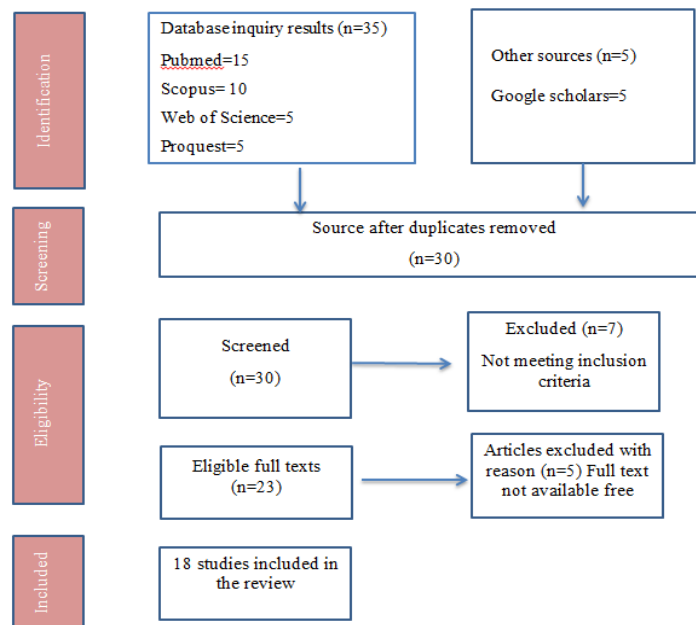 Identification
Database inquiry results (n=35)
Pubmed=15
Scopus= 10
Web of Science=5
Proquest=5
Other sources (n=5)
Google scholars=5
Screening
Source after duplicates removed
(n=30)
Eligibility
Screened
(n=30)
Excluded (n=7)
Not meeting inclusion
criteria
Eligible full texts
(n=23)
Articles excluded with
reason (n=5) Full text
not available free
Included
18 studies included in
the review